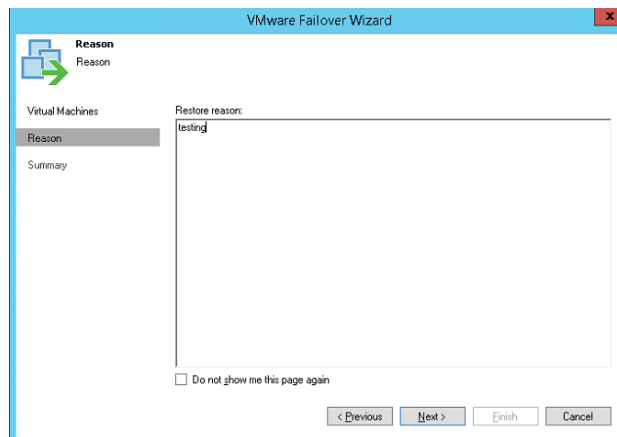 VMware Failover Wizard
x
Reason
Reason
Virtual Machines
Reason
Summary
Restore reason:
testing
Do not show me this page again
< Previous
Next >
Finish
Cancel